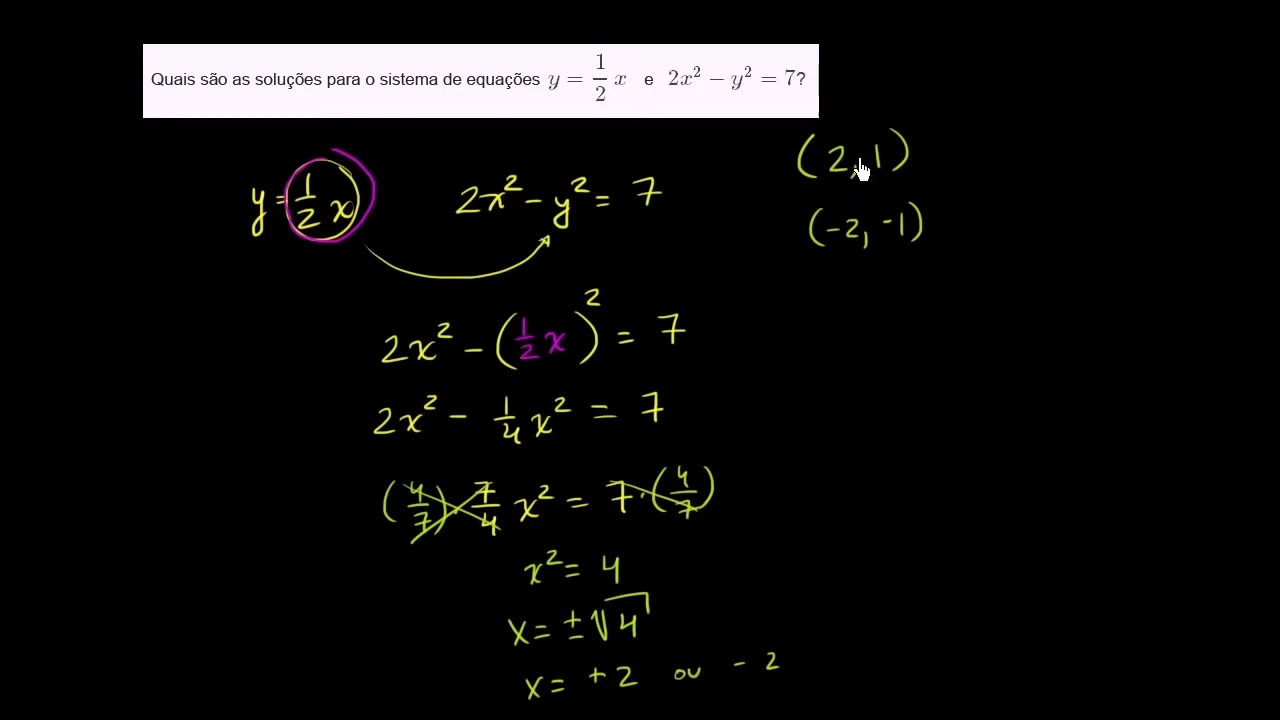 Quais são as soluções para o sistema de equações y = 1/2 x e 2x² − y² = 7?
y = 1/2 x 2x² − y² = 7
(2, 1)
(-2, -1)
2x² − (1/2 x)² = 7
2x² − 1/4 x² = 7
(4/7) · 7/4 x² = 7 · (4/7)
x² = 4
x = ±√4
x = +2 ou − 2